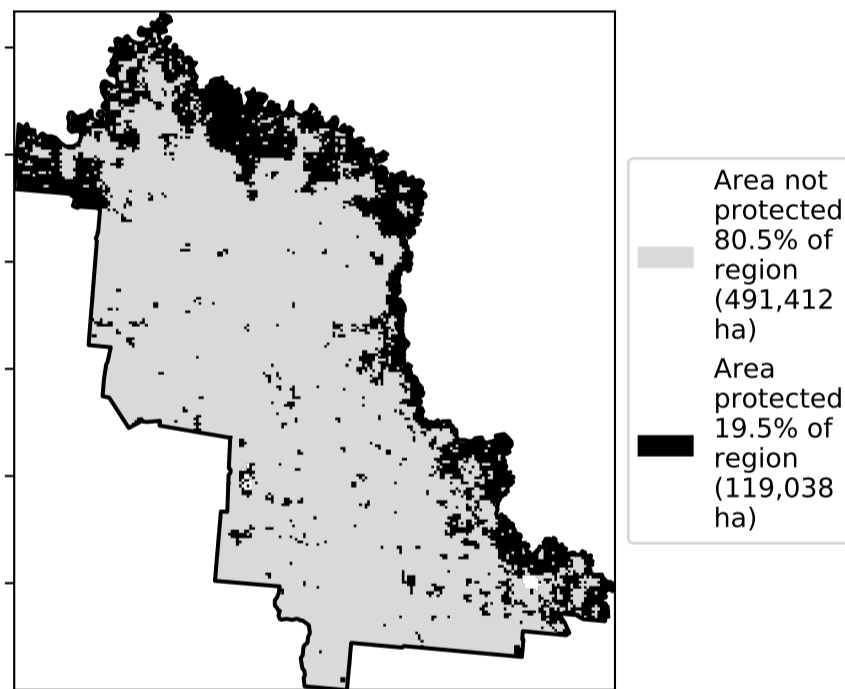 Area not
protected
80.5% of
region
(491,412
ha)
Area
protected
19.5% of
region
(119,038
ha)